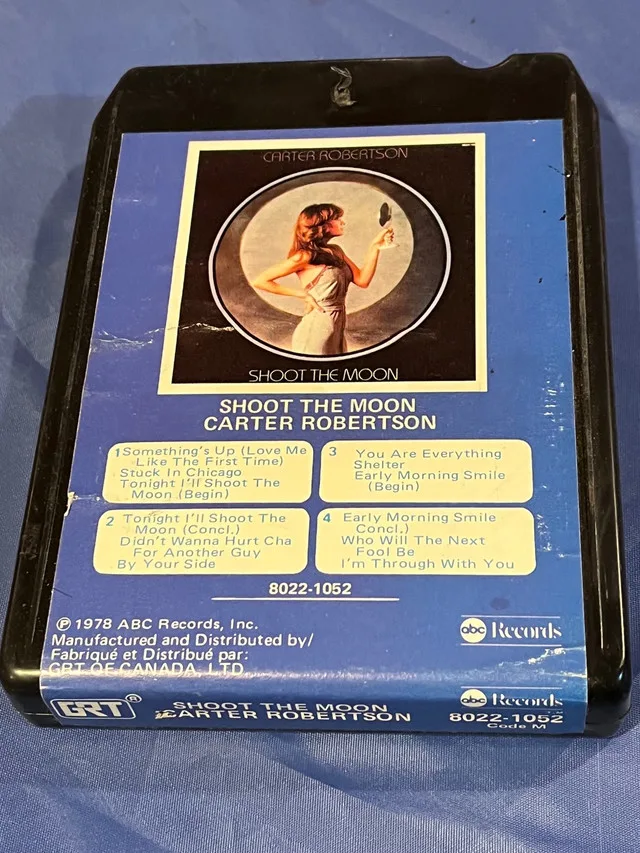 CARTER ROBERTSON
SHOOT THE MOON
SHOOT THE MOON
CARTER ROBERTSON
1 Something's Up (Love Me
Like The First Time)
Stuck In Chicago
Tonight I'll Shoot The
Moon (Begin)
3 You Are Everything
Shelter
Early Morning Smile
(Begin)
2 Tonight I'll Shoot The
Moon (Concl.)
Didn't Wanna Hurt Cha
For Another Guy
By Your Side
4 Early Morning Smile
Concl.)
Who Will The Next
Fool Be
I'm Through With You
8022-1052
℗ 1978 ABC Records, Inc.
Manufactured and Distributed by/
Fabriqué et Distribué par:
GRT OF CANADA, LTD.
abc Records
GRT®
SHOOT THE MOON
CARTER ROBERTSON
abc Records
8022-1052
Code M